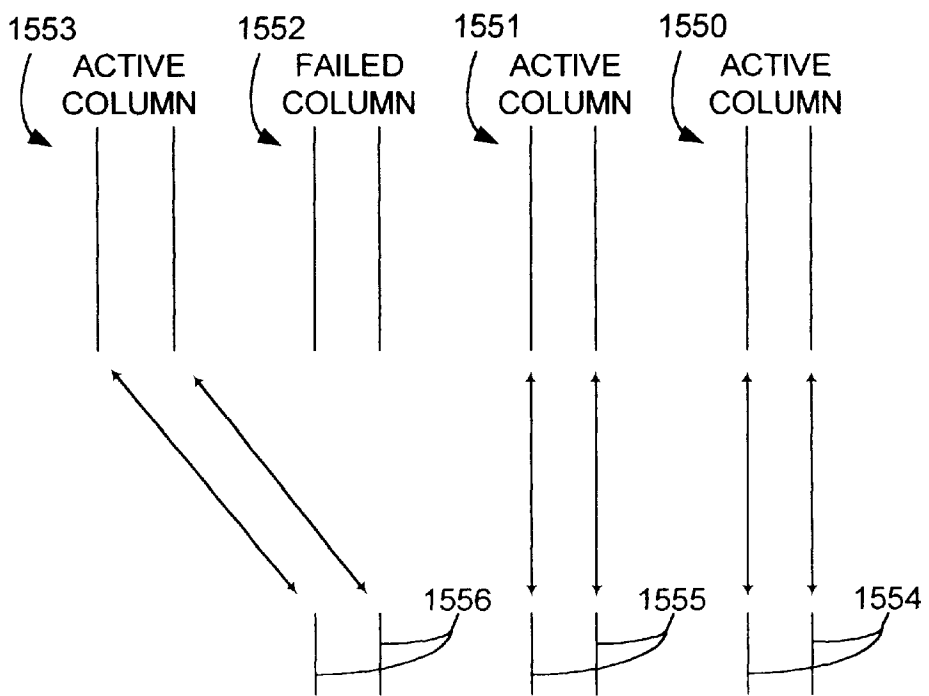 1553
ACTIVE
COLUMN
1552
FAILED
COLUMN
1551
ACTIVE
COLUMN
1550
ACTIVE
COLUMN
1556
1555
1554